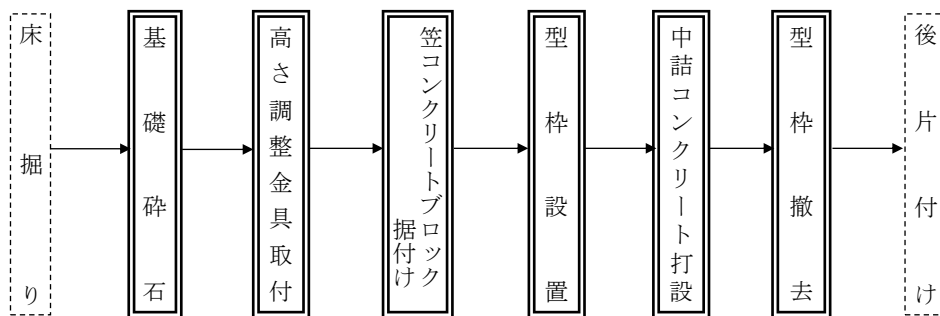 床掘り
基礎砕石
高さ調整金具取付
笠コンクリートブロック
据付け
型枠設置
中詰コンクリート打設
型枠撤去
後片付け